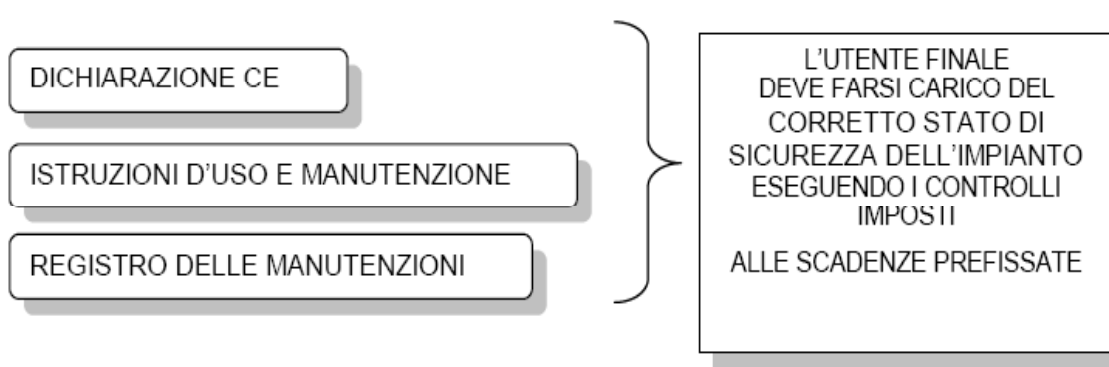 DICHIARAZIONE CE
ISTRUZIONI D'USO E MANUTENZIONE
REGISTRO DELLE MANUTENZIONI
L'UTENTE FINALE
DEVE FARSI CARICO DEL
CORRETTO STATO DI
SICUREZZA DELL'IMPIANTO
ESEGUENDO I CONTROLLI
IMPOSTI
ALLE SCADENZE PREFISSATE